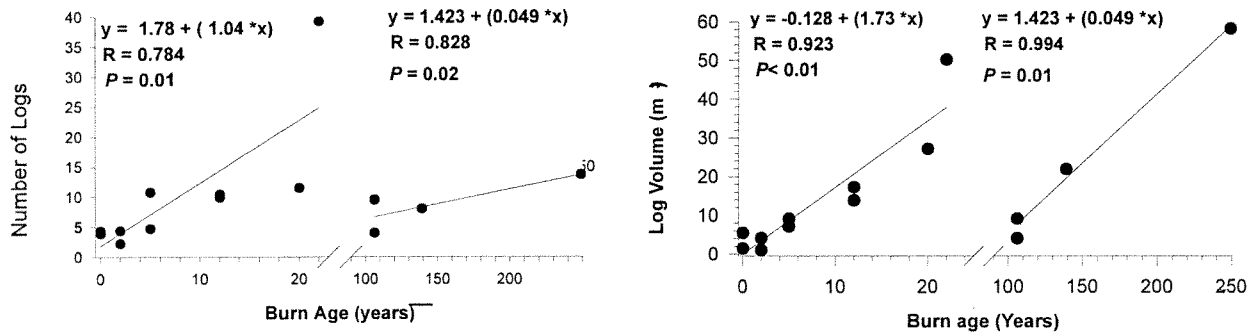 y = 1.78 + ( 1.04 *x)
R = 0.784
P = 0.01
y = 1.423 + (0.049 *x)
R = 0.828
P = 0.02
Number of Logs
40
35
30
25
20
15
10
5
0
0 10 20 100 200
50
Burn Age (years)
y = -0.128 + (1.73 *x)
R = 0.923
P< 0.01
y = 1.423 + (0.049 *x)
R = 0.994
P = 0.01
Log Volume (m )
60
50
40
30
20
10
0
0 10 20 100 150 200 250
Burn age (Years)